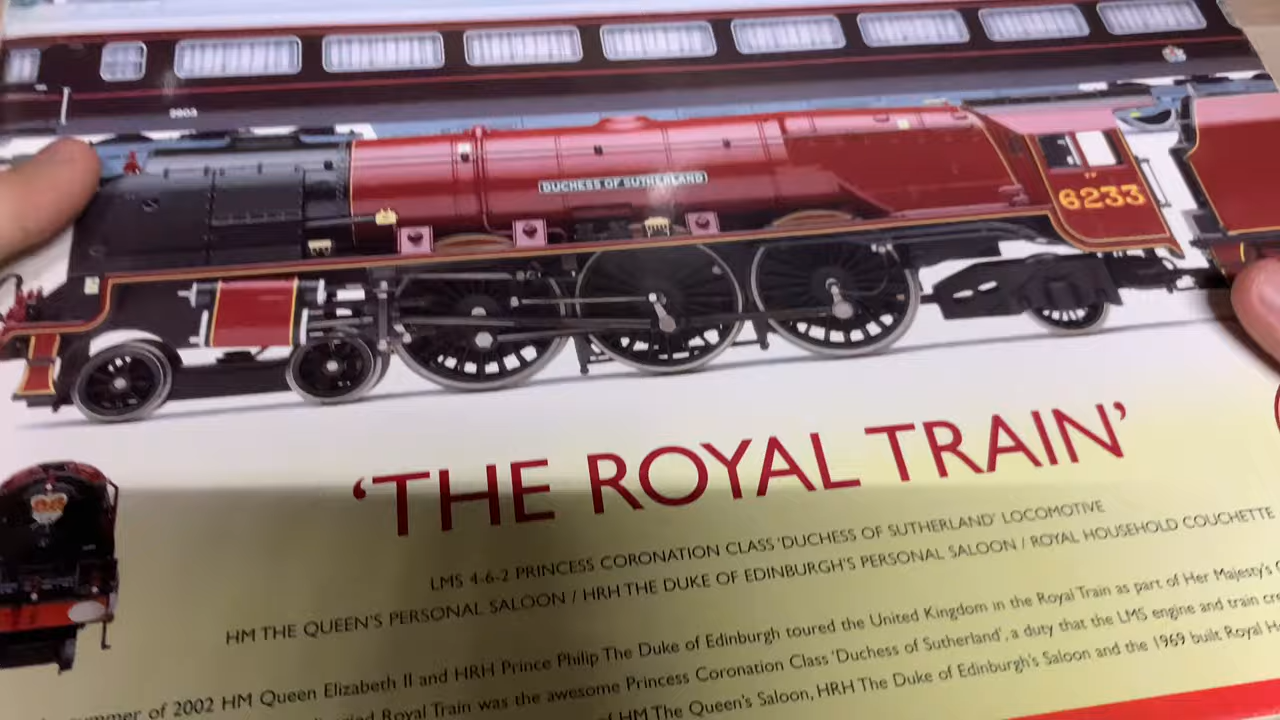 2903
DUCHESS OF SUTHERLAND
6233
‘THE ROYAL TRAIN’
LMS 4-6-2 PRINCESS CORONATION CLASS ‘DUCHESS OF SUTHERLAND’ LOCOMOTIVE
HM THE QUEEN'S PERSONAL SALOON / HRH THE DUKE OF EDINBURGH'S PERSONAL SALOON / ROYAL HOUSEHOLD COUCHETTE
summer of 2002 HM Queen Elizabeth II and HRH Prince Philip The Duke of Edinburgh toured the United Kingdom in the Royal Train as part of Her Majesty's
Royal Train was the awesome Princess Coronation Class ‘Duchess of Sutherland’, a duty that the LMS engine and train
HM The Queen's Saloon, HRH The Duke of Edinburgh's Saloon and the 1969 built Royal